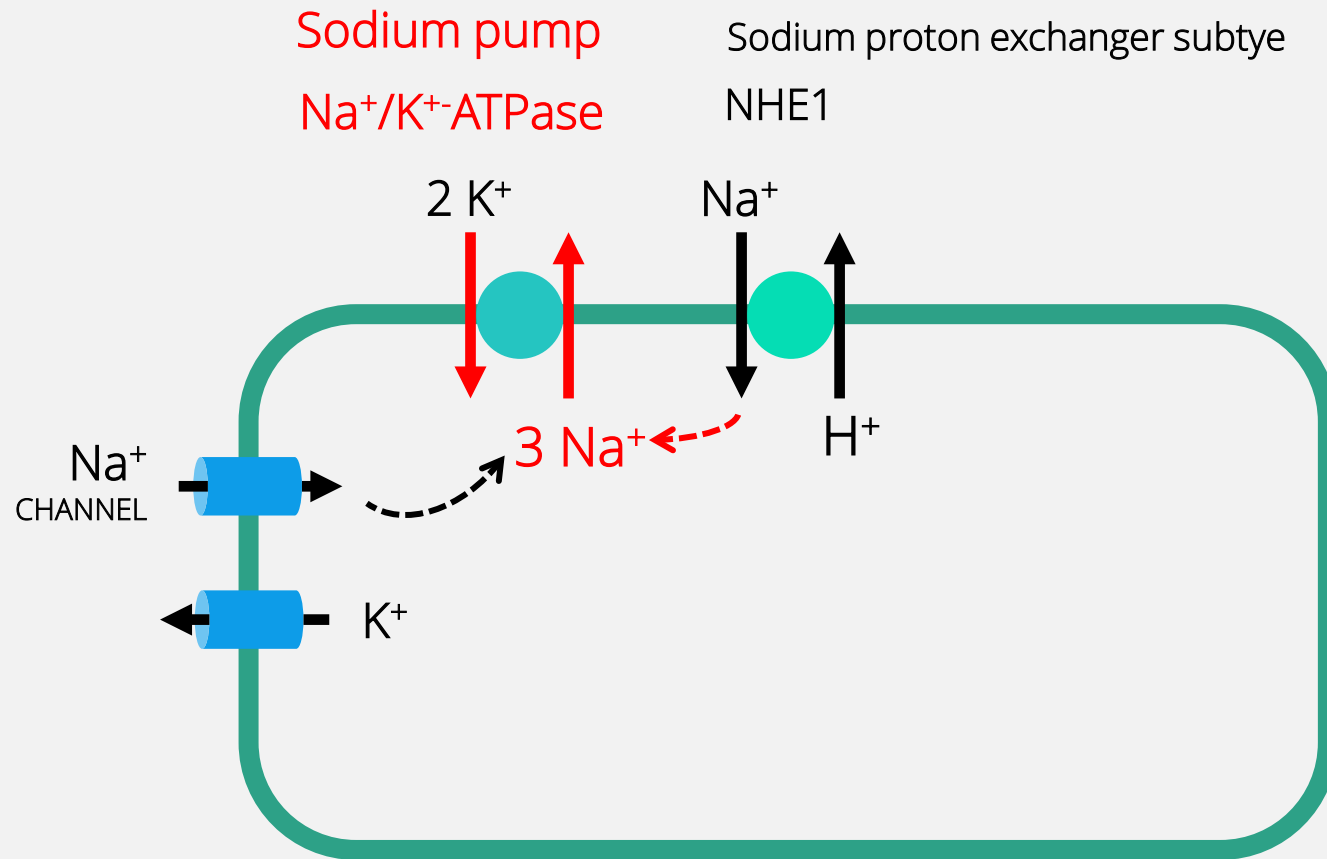 Sodium pump
Na⁺/K⁺⁻ATPase
Sodium proton exchanger subtye
NHE1
2 K⁺
Na⁺
3 Na⁺
H⁺
Na⁺
CHANNEL
K⁺